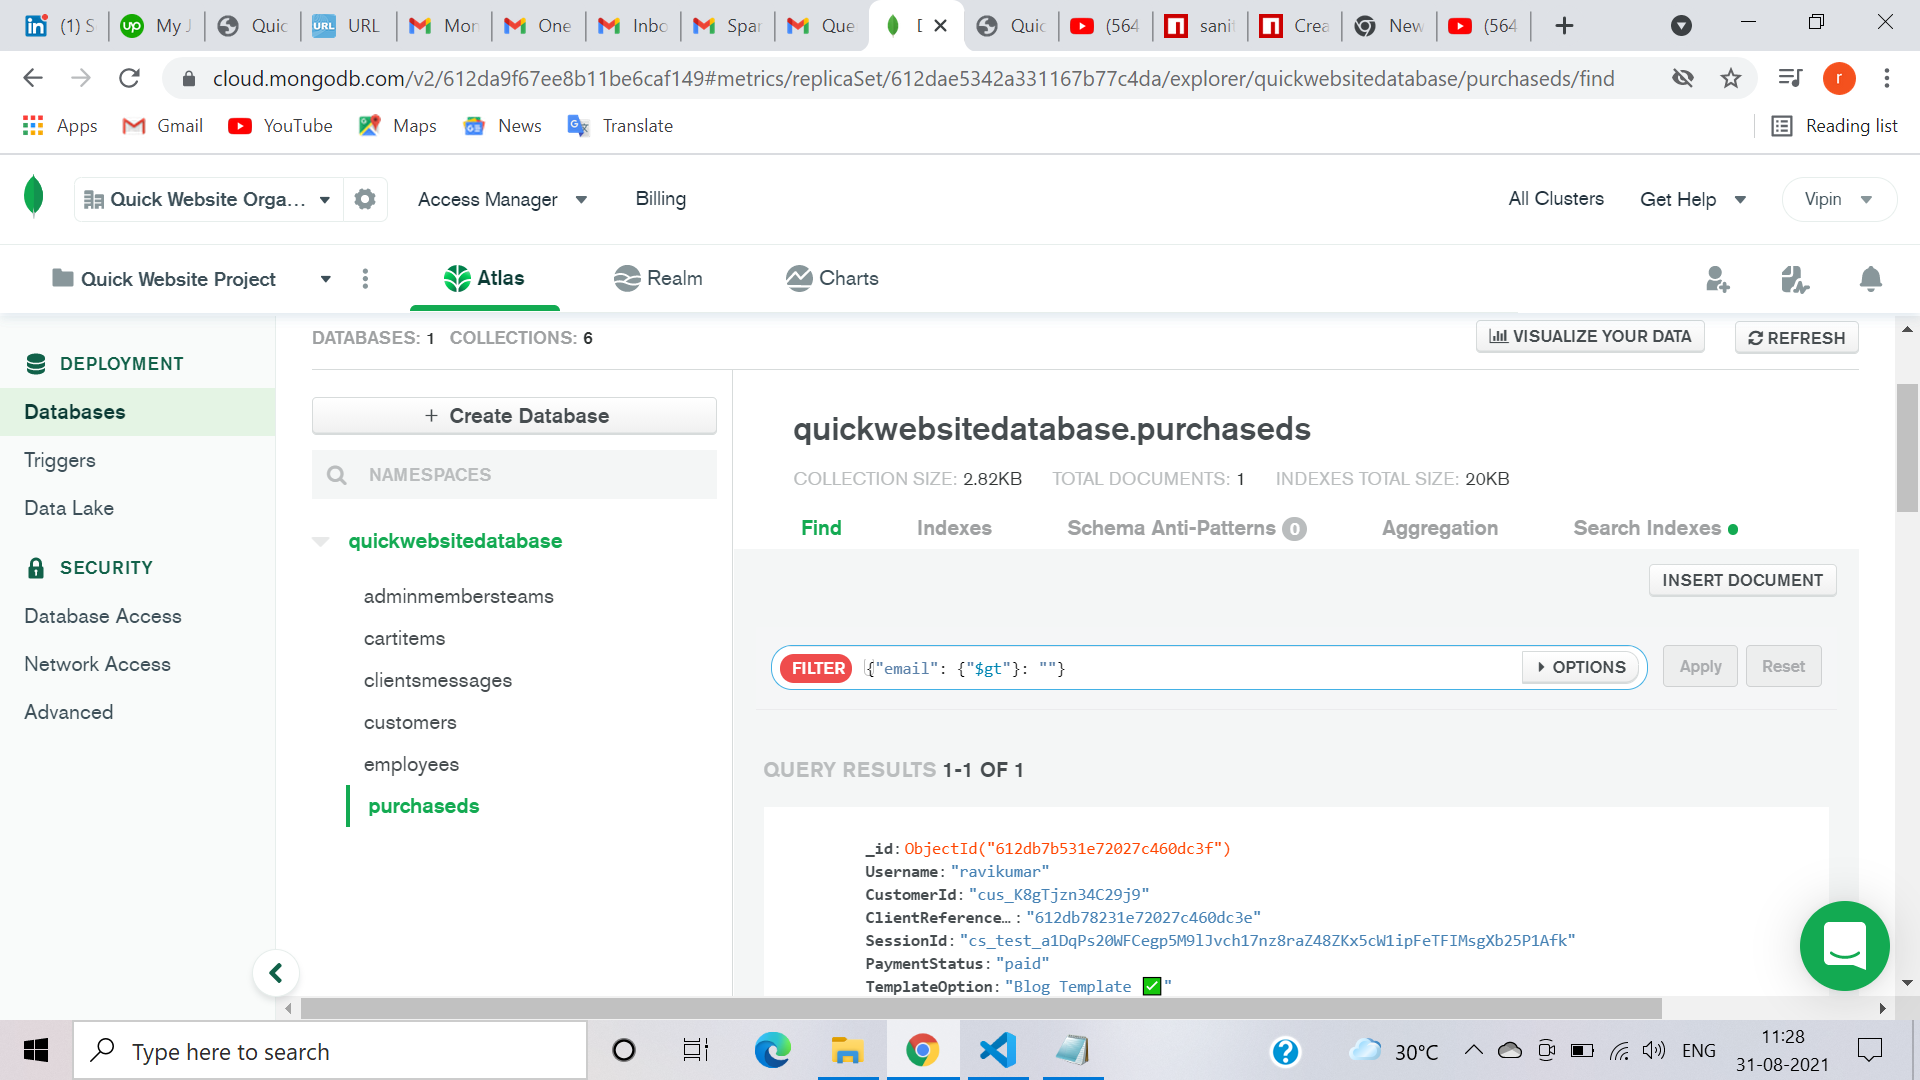 (1) S
My J
Quic
URL
Mon
One
Inbo
Spar
Que
Quic
(564
sanit
Crea
New
(564
cloud.mongodb.com/v2/612da9f67ee8b11be6caf149#metrics/replicaSet/612dae5342a331167b77c4da/explorer/quickwebsitedatabase/purchaseds/find
r
Apps
Gmail
YouTube
Maps
News
Translate
Reading list
Quick Website Orga...
Access Manager
Billing
All Clusters
Get Help
Vipin
Quick Website Project
Atlas
Realm
Charts
DEPLOYMENT
Databases
Triggers
Data Lake
SECURITY
Database Access
Network Access
Advanced
DATABASES: 1 COLLECTIONS: 6
VISUALIZE YOUR DATA
REFRESH
+ Create Database
NAMESPACES
quickwebsitedatabase
adminmembersteams
cartitems
clientsmessages
customers
employees
purchaseds
quickwebsitedatabase.purchaseds
COLLECTION SIZE: 2.82KB TOTAL DOCUMENTS: 1 INDEXES TOTAL SIZE: 20KB
Find
Indexes
Schema Anti-Patterns 0
Aggregation
Search Indexes
INSERT DOCUMENT
FILTER {"email": {"$gt"}: ""}
OPTIONS
Apply
Reset
QUERY RESULTS 1-1 OF 1
_id: ObjectId("612db7b531e72027c460dc3f")
Username: "ravikumar"
CustomerId: "cus_K8gTjzn34C29j9"
ClientReference… : "612db78231e72027c460dc3e"
SessionId: "cs_test_a1DqPs20WFCegp5M9lJvch17nz8raZ48ZKx5cW1ipFeTFIMsgXb25P1Afk"
PaymentStatus: "paid"
TemplateOption: "Blog Template ✅"
Type here to search
30°C
ENG
11:28
31-08-2021